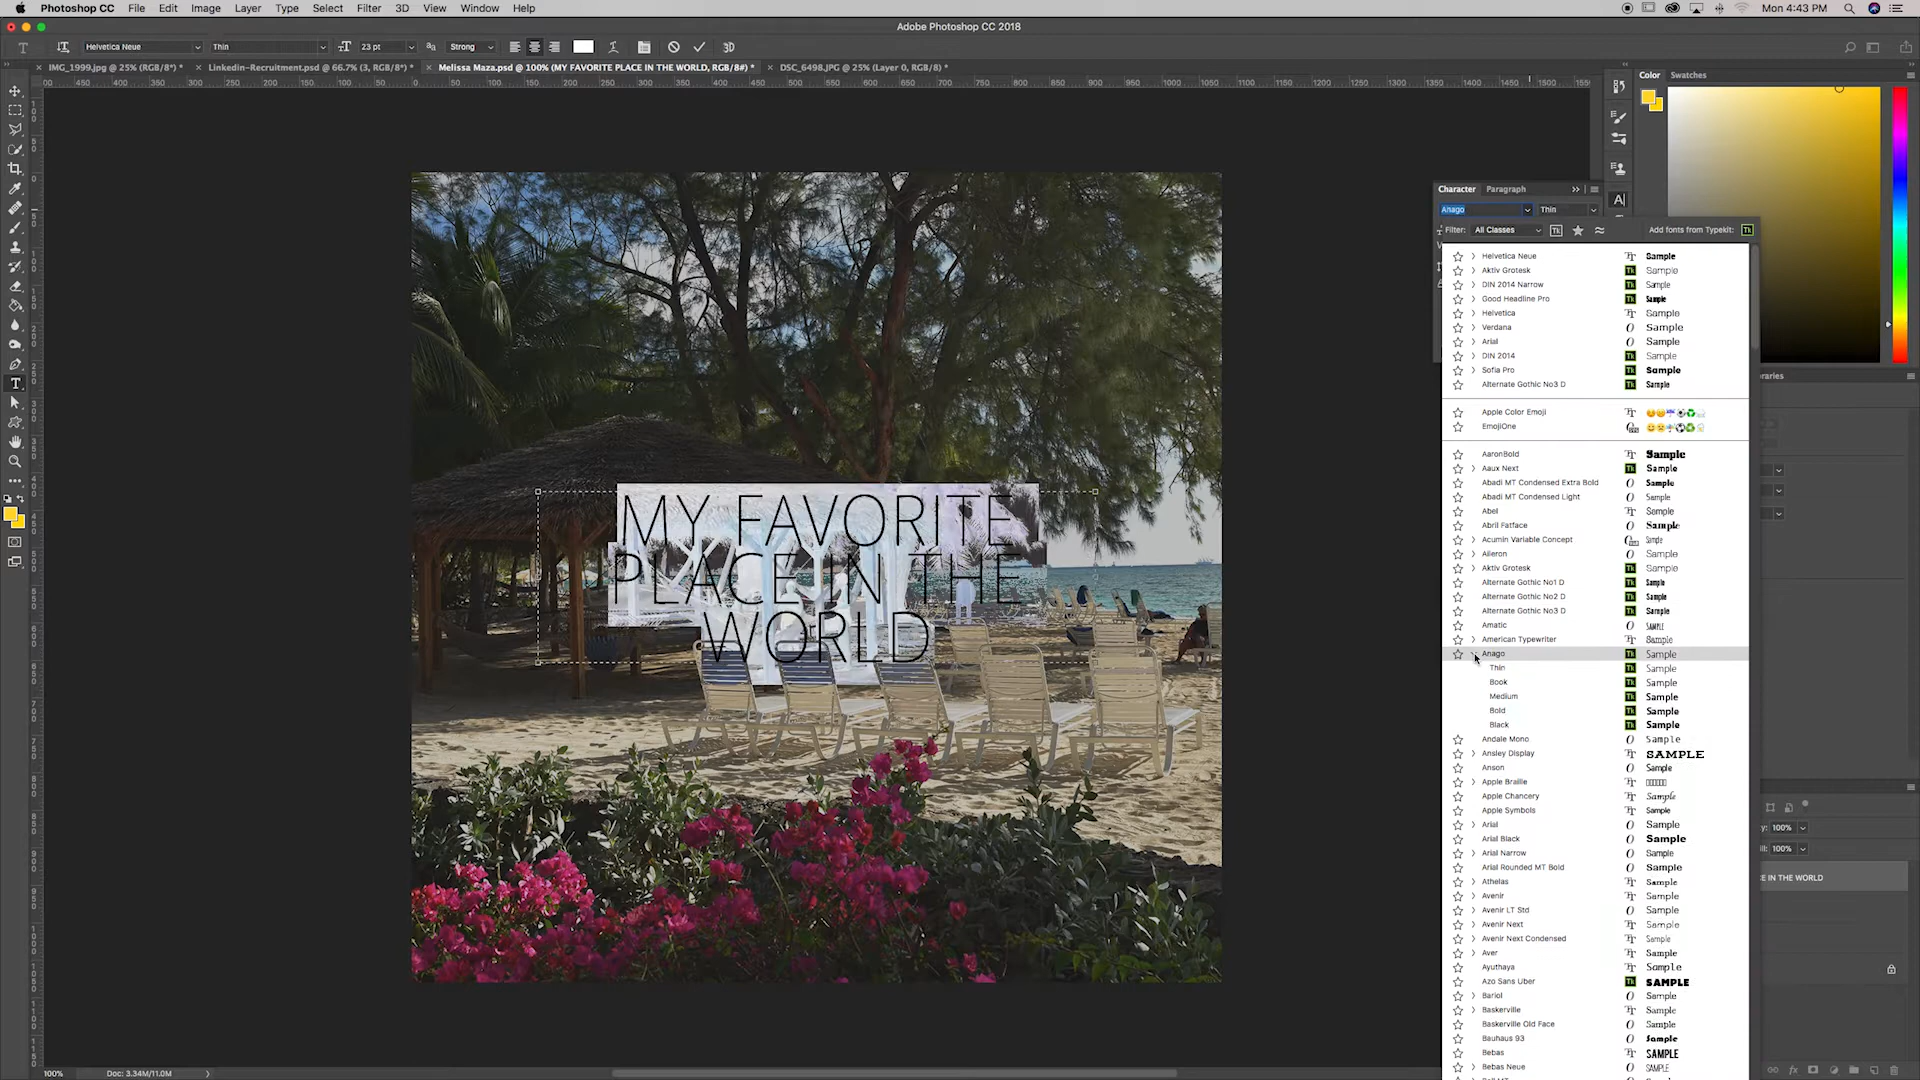 Photoshop CC File Edit Image Layer Type Select Filter 3D View Window Help
Mon 4:43 PM
Adobe Photoshop CC 2018
Helvetica Neue Thin 23 pt Strong 3D
IMG_1999.jpg @ 25% (RGB/8*) * Linkedin-Recruitment.psd @ 66.7% (3, RGB/8*) * Melissa Maza.psd @ 100% (MY FAVORITE PLACE IN THE WORLD, RGB/8#) * DSC_6498.JPG @ 25% (Layer 0, RGB/8*) *
Color Swatches
Character Paragraph
Anago Thin
Filter: All Classes Add fonts from Typekit: Tk
Helvetica Neue Sample
Aktiv Grotesk Sample
DIN 2014 Narrow Sample
Good Headline Pro Sample
Helvetica Sample
Verdana Sample
Arial Sample
DIN 2014 Sample
Sofia Pro Sample
Alternate Gothic No3 D Sample
Apple Color Emoji
EmojiOne
AaronBold Sample
Aaux Next Sample
Abadi MT Condensed Extra Bold Sample
Abadi MT Condensed Light Sample
Abel Sample
Abril Fatface Sample
Acumin Variable Concept Sample
Aileron Sample
Aktiv Grotesk Sample
Alternate Gothic No1 D Sample
Alternate Gothic No2 D Sample
Alternate Gothic No3 D Sample
Amatic SAMPLE
American Typewriter Sample
Anago Sample
Thin Sample
Book Sample
Medium Sample
Bold Sample
Black Sample
Andale Mono Sample
Ansley Display SAMPLE
Anson Sample
Apple Braille
Apple Chancery Sample
Apple Symbols Sample
Arial Sample
Arial Black Sample
Arial Narrow Sample
Arial Rounded MT Bold Sample
Athelas Sample
Avenir Sample
Avenir LT Std Sample
Avenir Next Sample
Avenir Next Condensed Sample
Aver Sample
Ayuthaya Sample
Azo Sans Uber SAMPLE
Bariol Sample
Baskerville Sample
Baskerville Old Face Sample
Bauhaus 93 Sample
Bebas SAMPLE
Bebas Neue SAMPLE
MY FAVORITE
PLACE IN THE
WORLD
100%
100%
IN THE WORLD
100% Doc: 3.34M/11.0M